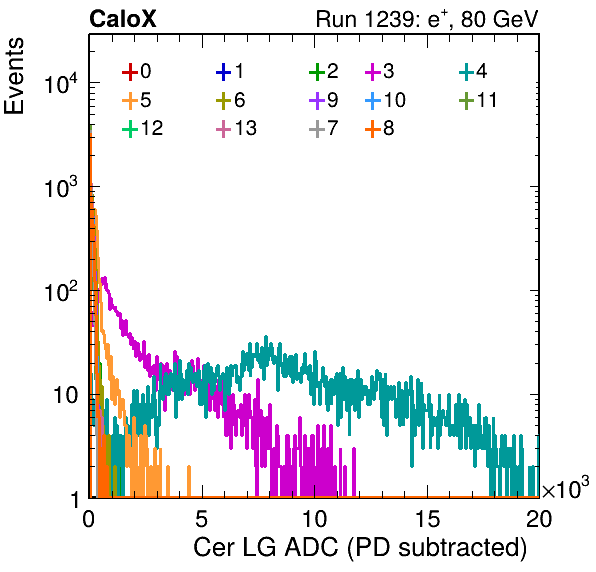 CaloX Run 1239: e⁺, 80 GeV
Events
0 1 2 3 4
5 6 9 10 11
12 13 7 8
10⁴
10³
10²
10
1
0 5 10 15 20
×10³
Cer LG ADC (PD subtracted)